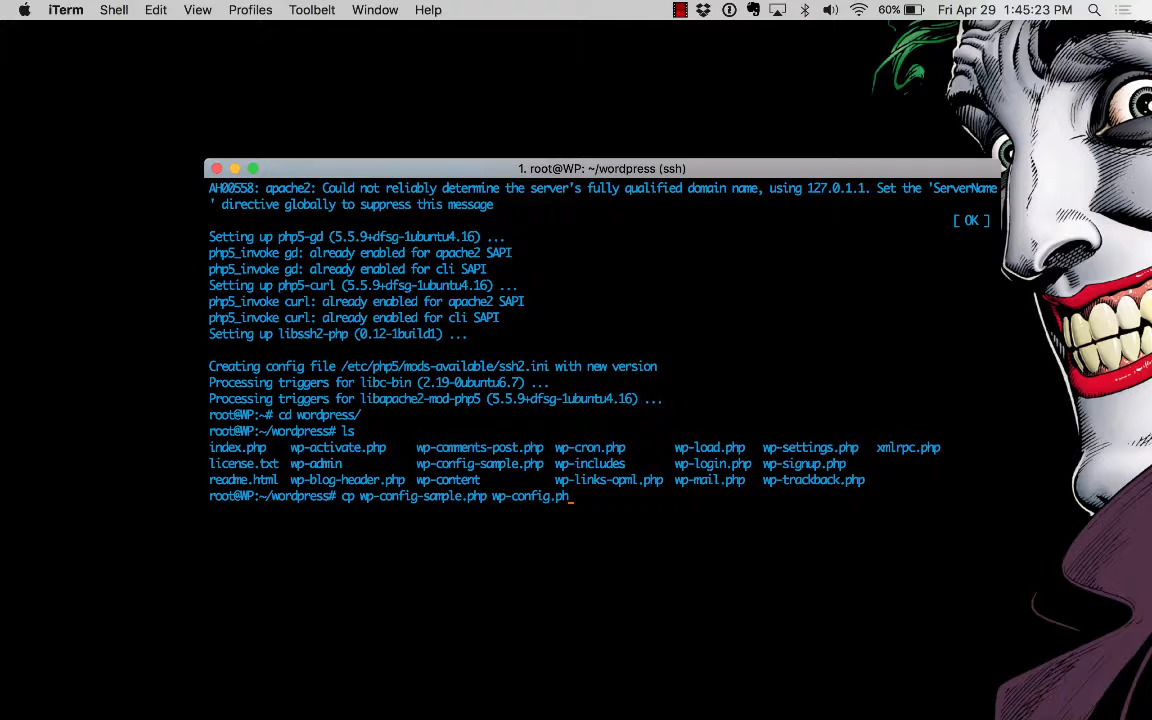 iTerm Shell Edit View Profiles Toolbelt Window Help 60% Fri Apr 29 1:45:23 PM
1. root@WP: ~/wordpress (ssh)
AH00558: apache2: Could not reliably determine the server's fully qualified domain name, using 127.0.1.1. Set the 'ServerName
' directive globally to suppress this message
[ OK ]
Setting up php5-gd (5.5.9+dfsg-1ubuntu4.16) ...
php5_invoke gd: already enabled for apache2 SAPI
php5_invoke gd: already enabled for cli SAPI
Setting up php5-curl (5.5.9+dfsg-1ubuntu4.16) ...
php5_invoke curl: already enabled for apache2 SAPI
php5_invoke curl: already enabled for cli SAPI
Setting up libssh2-php (0.12-1build1) ...
Creating config file /etc/php5/mods-available/ssh2.ini with new version
Processing triggers for libc-bin (2.19-0ubuntu6.7) ...
Processing triggers for libapache2-mod-php5 (5.5.9+dfsg-1ubuntu4.16) ...
root@WP:~# cd wordpress/
root@WP:~/wordpress# ls
index.php wp-activate.php wp-comments-post.php wp-cron.php wp-load.php wp-settings.php xmlrpc.php
license.txt wp-admin wp-config-sample.php wp-includes wp-login.php wp-signup.php
readme.html wp-blog-header.php wp-content wp-links-opml.php wp-mail.php wp-trackback.php
root@WP:~/wordpress# cp wp-config-sample.php wp-config.ph